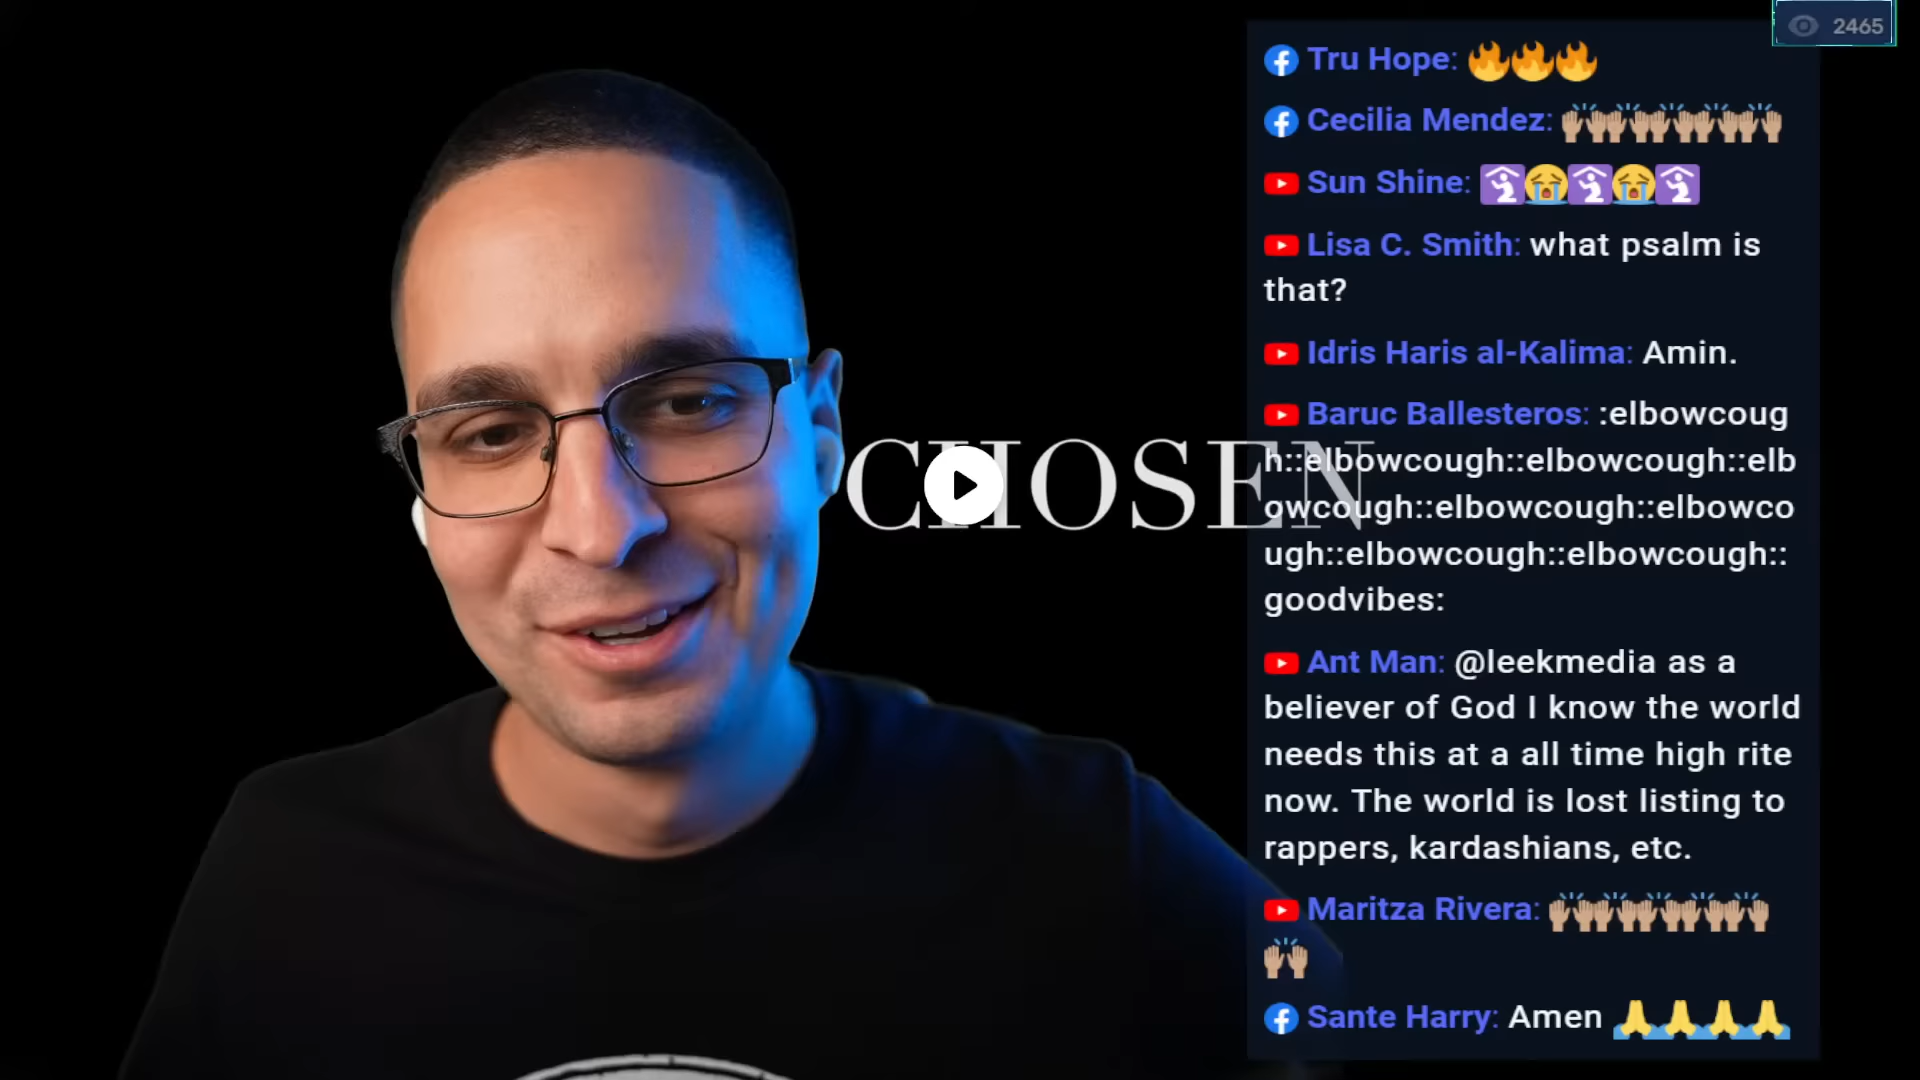 2465
Tru Hope: 🔥🔥🔥
Cecilia Mendez: 🙌🏼🙌🏼🙌🏼🙌🏼🙌🏼
Sun Shine: 🛐😭🛐😭🛐
Lisa C. Smith: what psalm is
that?
Idris Haris al-Kalima: Amin.
Baruc Ballesteros: :elbowcoug
h::elbowcough::elbowcough::elb
owcough::elbowcough::elbowco
ugh::elbowcough::elbowcough::
goodvibes:
CHOSEN
Ant Man: @leekmedia as a
believer of God I know the world
needs this at a all time high rite
now. The world is lost listing to
rappers, kardashians, etc.
Maritza Rivera: 🙌🏼🙌🏼🙌🏼🙌🏼🙌🏼
🙌🏼
Sante Harry: Amen 🙏🙏🙏🙏